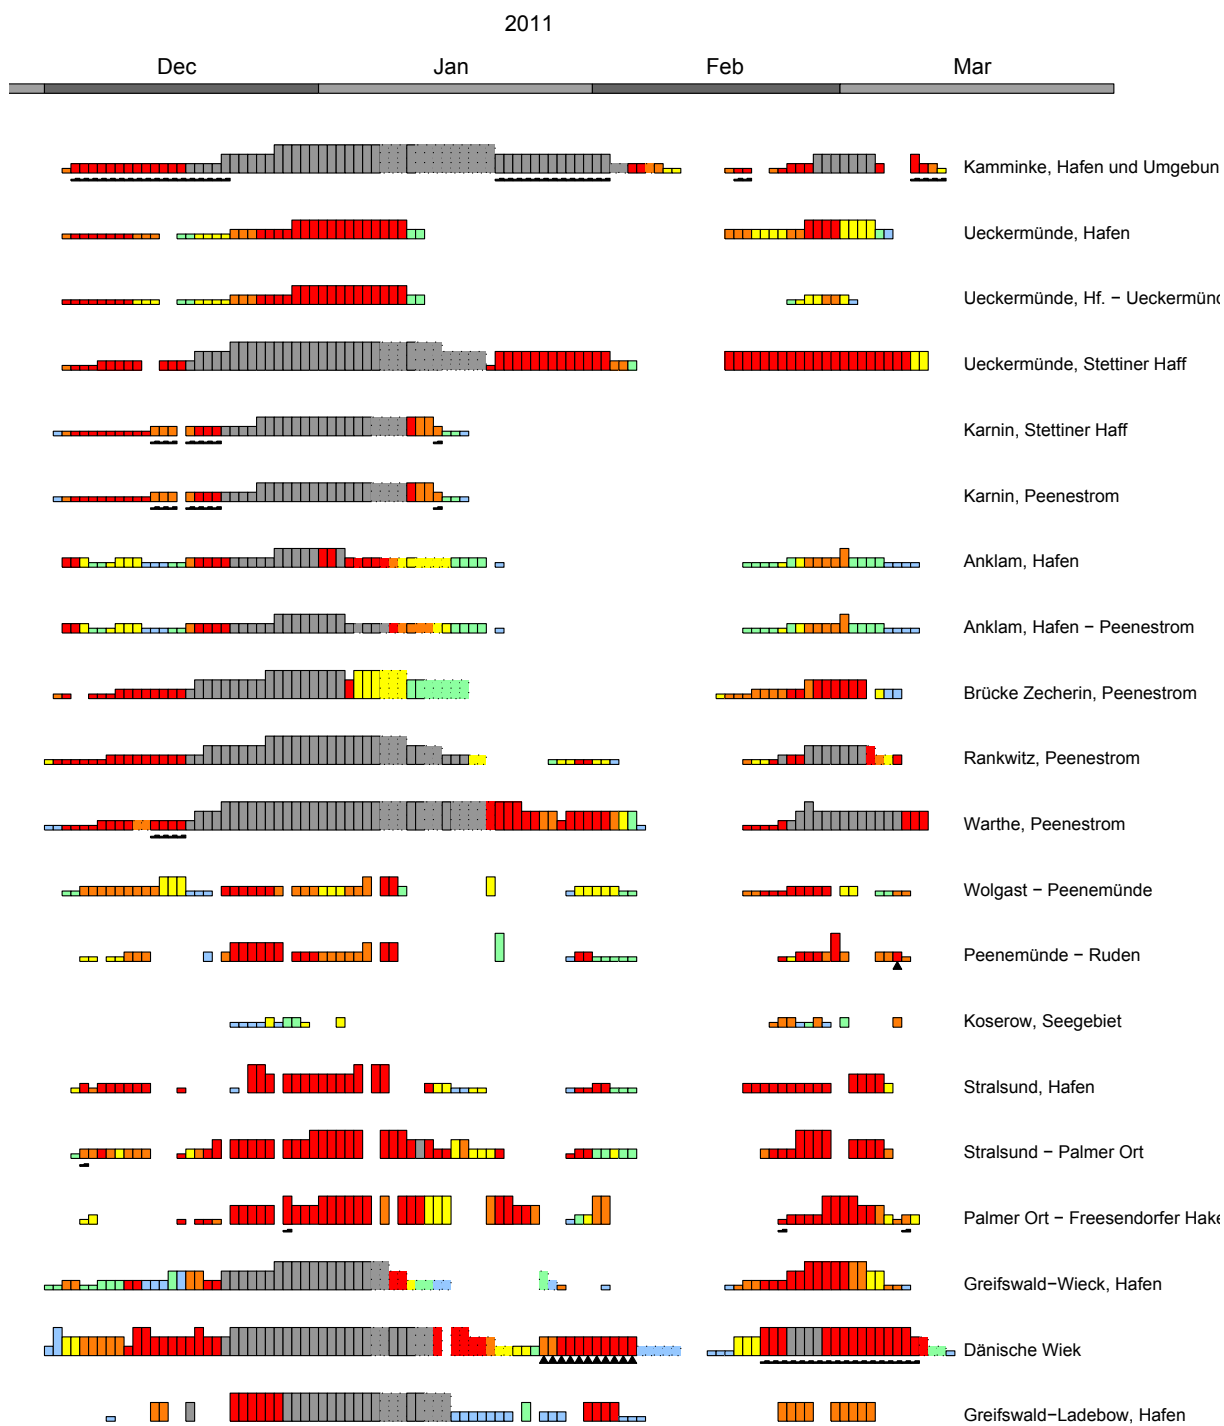 2011
Dec Jan Feb Mar
Kamminke, Hafen und Umgebun
Ueckermünde, Hafen
Ueckermünde, Hf. − Ueckermünd
Ueckermünde, Stettiner Haff
Karnin, Stettiner Haff
Karnin, Peenestrom
Anklam, Hafen
Anklam, Hafen − Peenestrom
Brücke Zecherin, Peenestrom
Rankwitz, Peenestrom
Warthe, Peenestrom
Wolgast − Peenemünde
Peenemünde − Ruden
Koserow, Seegebiet
Stralsund, Hafen
Stralsund − Palmer Ort
Palmer Ort − Freesendorfer Hake
Greifswald−Wieck, Hafen
Dänische Wiek
Greifswald−Ladebow, Hafen